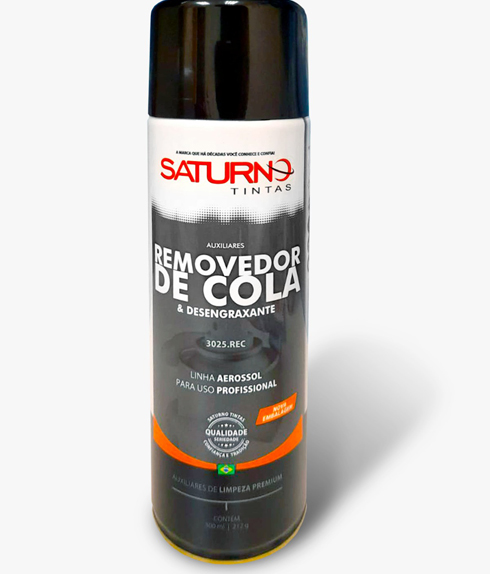 A MARCA QUE HÁ DÉCADAS VOCÊ CONHECE E CONFIA!
SATURNO
TINTAS
AUXILIARES
REMOVEDOR
DE COLA
& DESENGRAXANTE
3025.REC
LINHA AEROSSOL
PARA USO PROFISSIONAL
NOVA
EMBALAGEM
SATURNO TINTAS
QUALIDADE
SERIEDADE
CONFIANÇA E TRADIÇÃO
AUXILIARES DE LIMPEZA PREMIUM
CONTÉM